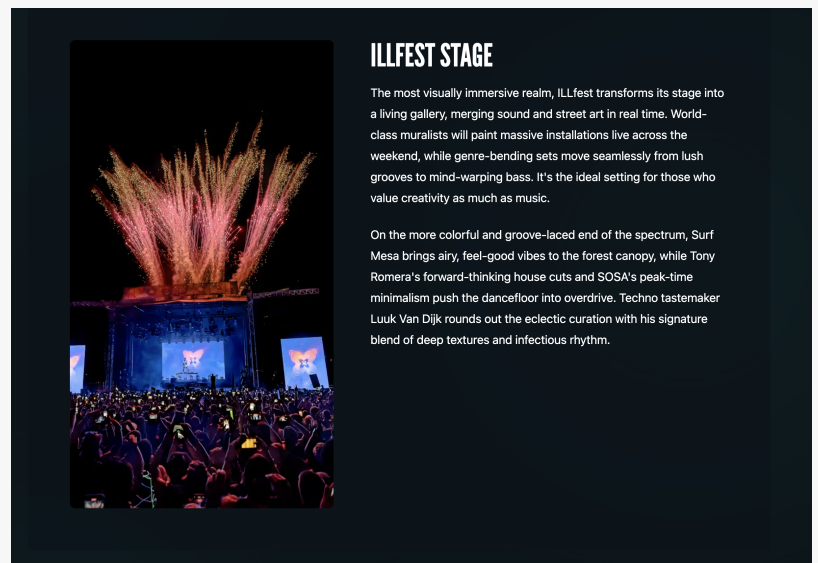 ILLFEST STAGE
The most visually immersive realm, ILLfest transforms its stage into
a living gallery, merging sound and street art in real time. World-
class muralists will paint massive installations live across the
weekend, while genre-bending sets move seamlessly from lush
grooves to mind-warping bass. It's the ideal setting for those who
value creativity as much as music.
On the more colorful and groove-laced end of the spectrum, Surf
Mesa brings airy, feel-good vibes to the forest canopy, while Tony
Romera's forward-thinking house cuts and SOSA's peak-time
minimalism push the dancefloor into overdrive. Techno tastemaker
Luuk Van Dijk rounds out the eclectic curation with his signature
blend of deep textures and infectious rhythm.